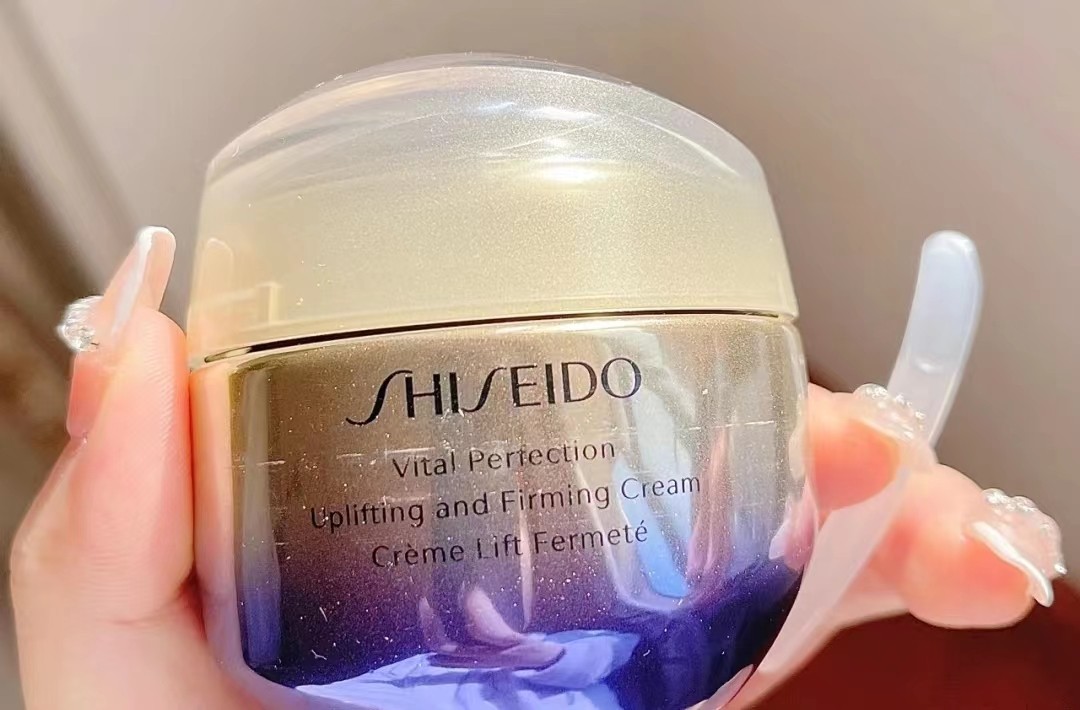 SHISEIDO
Vital Perfection
Uplifting and Firming Cream
Crème Lift Fermeté